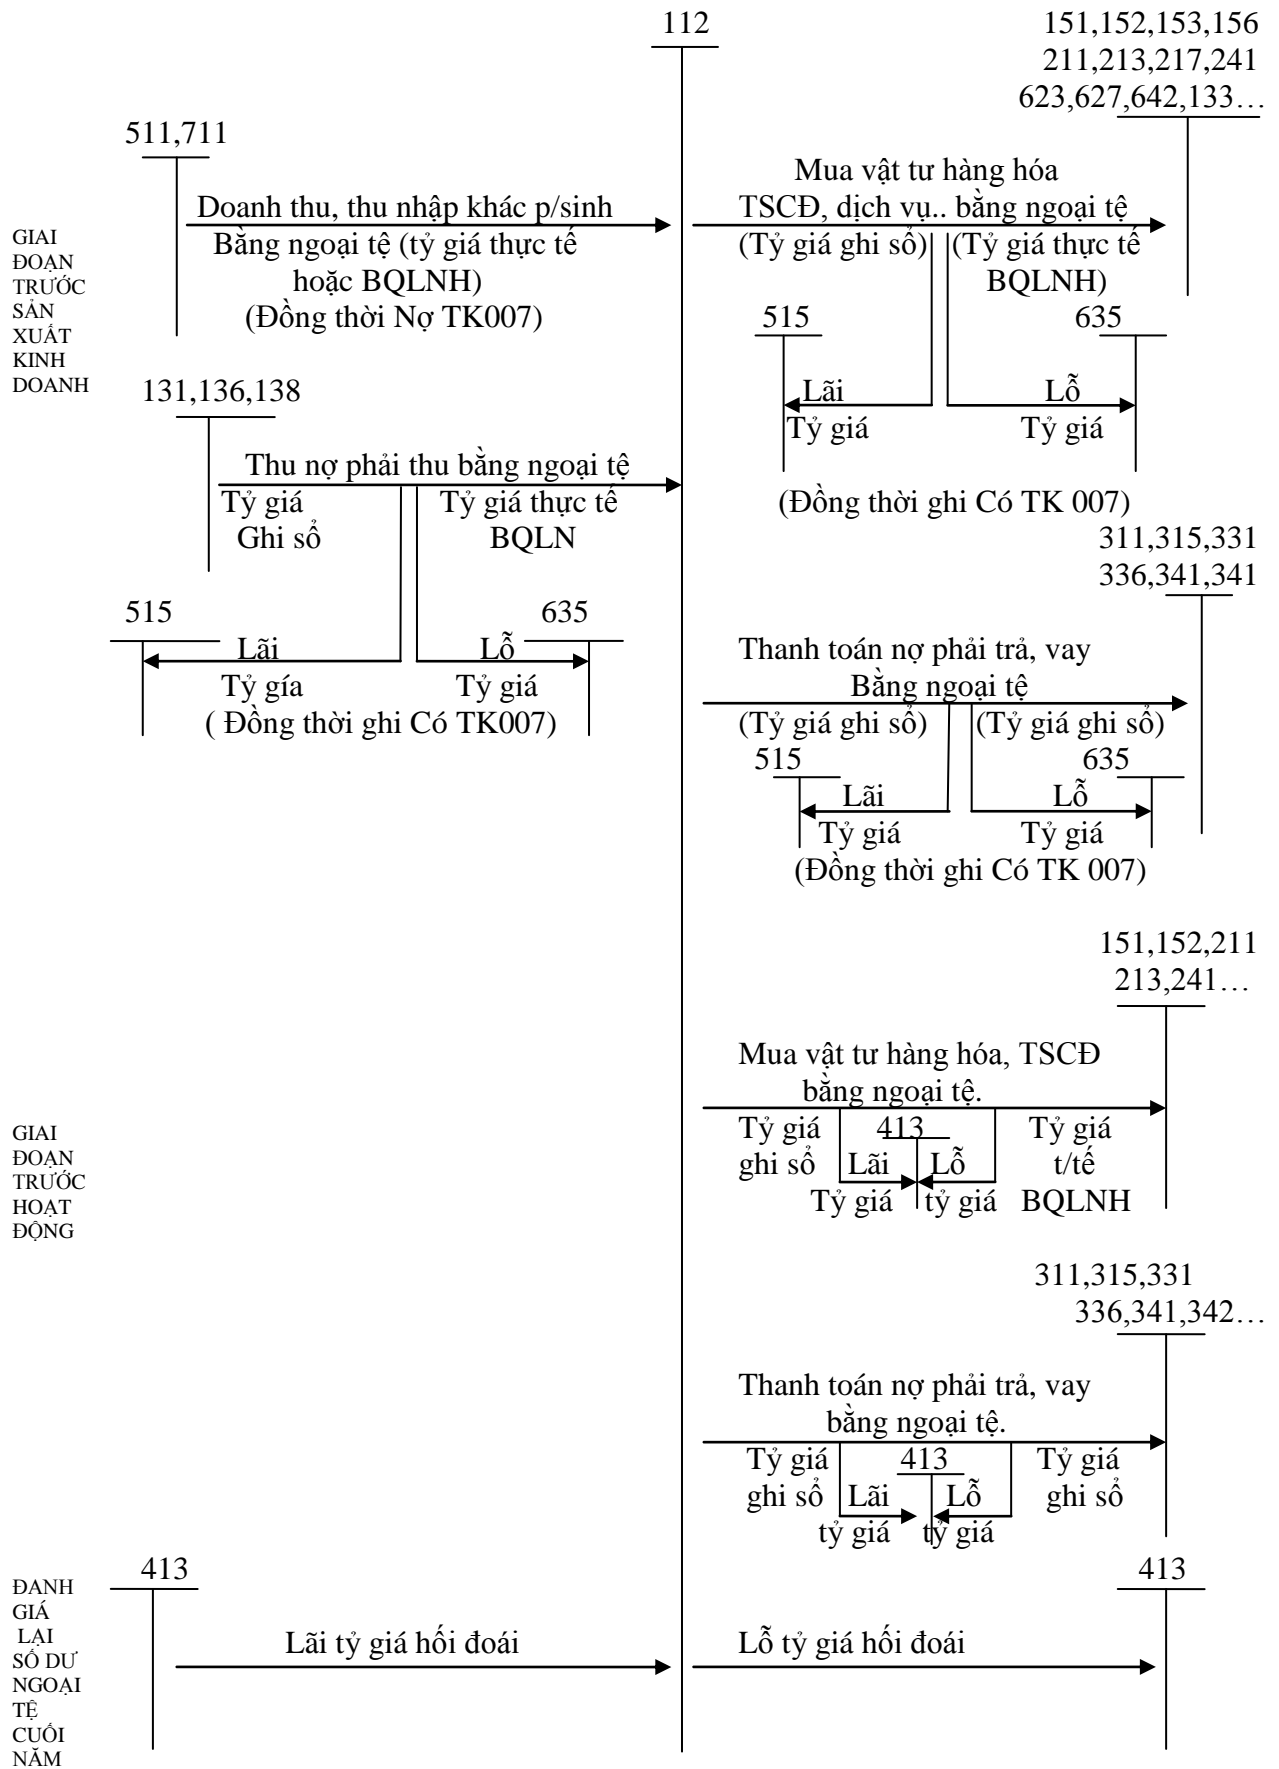 112
151,152,153,156
211,213,217,241
623,627,642,133…
511,711
Doanh thu, thu nhập khác p/sinh
Bằng ngoại tệ (tỷ giá thực tế
hoặc BQLNH)
(Đồng thời Nợ TK007)
Mua vật tư hàng hóa
TSCĐ, dịch vụ.. bằng ngoại tệ
(Tỷ giá ghi sổ)
(Tỷ giá thực tế
BQLNH)
GIAI
ĐOẠN
TRƯỚC
SẢN
XUẤT
KINH
DOANH
515
635
Lãi
Tỷ giá
Lỗ
Tỷ giá
(Đồng thời ghi Có TK 007)
131,136,138
Thu nợ phải thu bằng ngoại tệ
Tỷ giá
Ghi sổ
Tỷ giá thực tế
BQLN
515
635
Lãi
Tỷ gía
Lỗ
Tỷ giá
( Đồng thời ghi Có TK007)
311,315,331
336,341,341
Thanh toán nợ phải trả, vay
Bằng ngoại tệ
(Tỷ giá ghi sổ)
(Tỷ giá ghi sổ)
515
635
Lãi
Tỷ giá
Lỗ
Tỷ giá
(Đồng thời ghi Có TK 007)
151,152,211
213,241…
GIAI
ĐOẠN
TRƯỚC
HOẠT
ĐỘNG
Mua vật tư hàng hóa, TSCĐ
bằng ngoại tệ.
Tỷ giá
ghi sổ
413
Lãi
Tỷ giá
Lỗ
tỷ giá
Tỷ giá
t/tế
BQLNH
311,315,331
336,341,342…
Thanh toán nợ phải trả, vay
bằng ngoại tệ.
Tỷ giá
ghi sổ
413
Lãi
tỷ giá
Lỗ
tỷ giá
Tỷ giá
ghi sổ
ĐANH
GIÁ
LẠI
SỐ DƯ
NGOẠI
TỆ
CUỐI
NĂM
413
Lãi tỷ giá hối đoái
Lỗ tỷ giá hối đoái
413